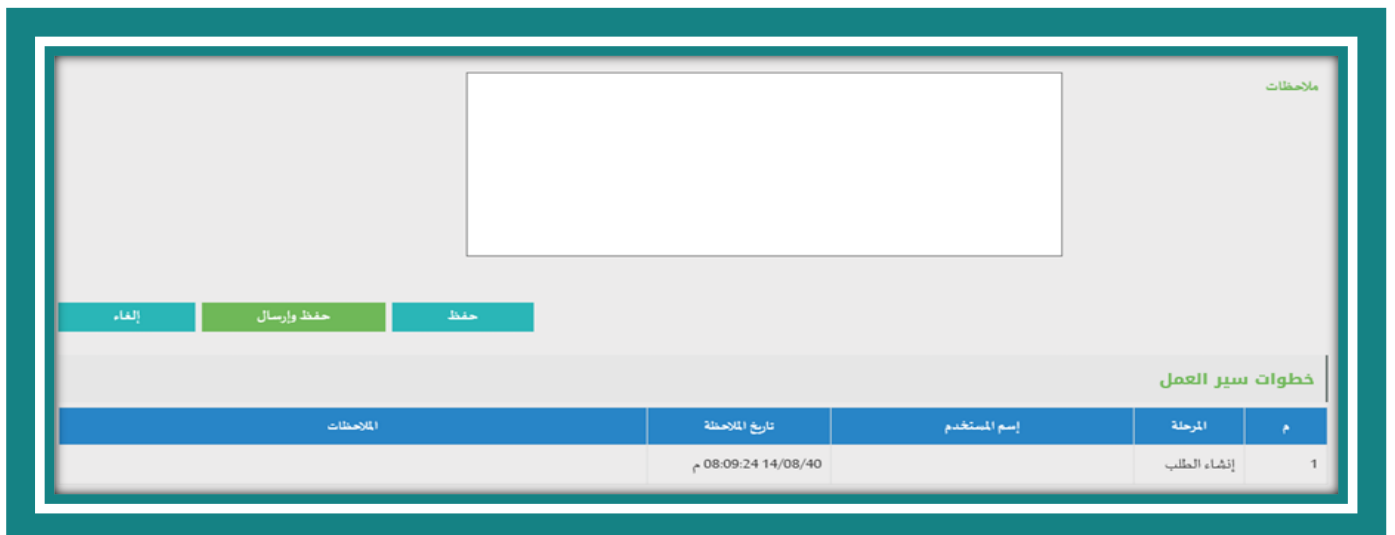 ملاحظات
حفظ
حفظ وإرسال
إلغاء
خطوات سير العمل
م المرحلة إسم المستخدم تاريخ الملاحظة الملاحظات
1 إنشاء الطلب 14/08/40 08:09:24 م